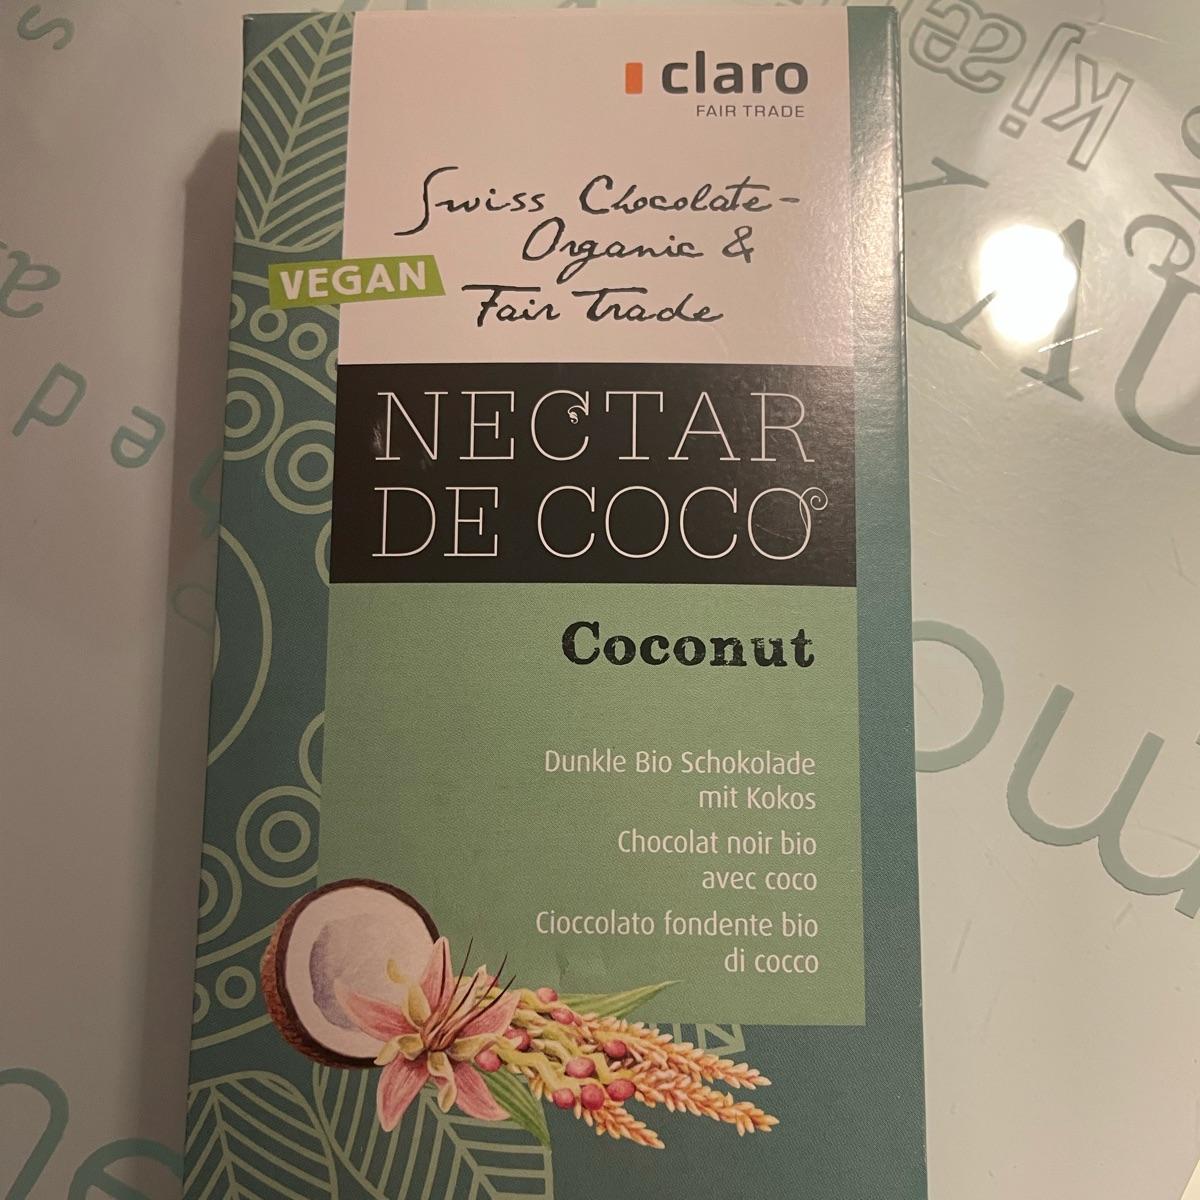 claro
FAIR TRADE
Swiss Chocolate-
Organic &
Fair Trade
VEGAN
NECTAR
DE COCO
Coconut
Dunkle Bio Schokolade
mit Kokos
Chocolat noir bio
avec coco
Cioccolato fondente bio
di cocco